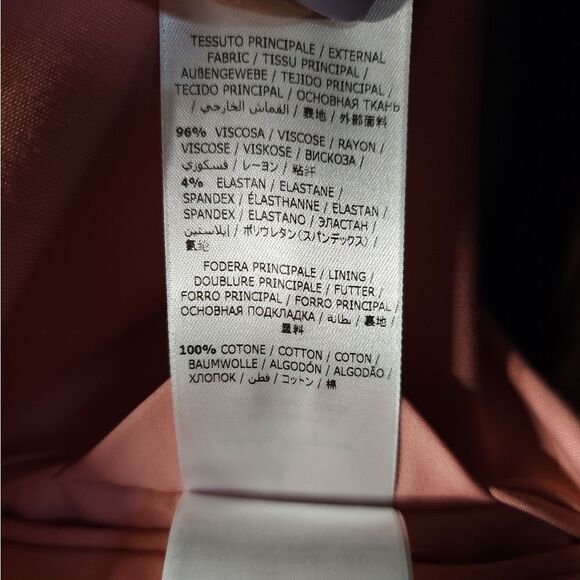 TESSUTO PRINCIPALE / EXTERNAL
FABRIC / TISSU PRINCIPAL /
AUßENGEWEBE / TEJIDO PRINCIPAL /
TECIDO PRINCIPAL / ОСНОВНАЯ ТКАНЬ
/ القماش الخارجي / 表地 / 外部面料
96% VISCOSA / VISCOSE / RAYON /
VISCOSE / VISKOSE / ВИСКОЗА /
فسكوزي / レーヨン / 粘纤
4% ELASTAN / ELASTANE /
SPANDEX / ÉLASTHANNE / ELASTAN /
SPANDEX / ELASTANO / ЭЛАСТАН /
إيلاستين / ポリウレタン(スパンデックス) /
氨纶
FODERA PRINCIPALE / LINING /
DOUBLURE PRINCIPALE / FUTTER /
FORRO PRINCIPAL / FORRO PRINCIPAL /
ОСНОВНАЯ ПОДКЛАДКА / بطانة / 裏地 /
里料
100% COTONE / COTTON / COTON /
BAUMWOLLE / ALGODÓN / ALGODÃO /
ХЛОПОК / قطن / コットン / 棉